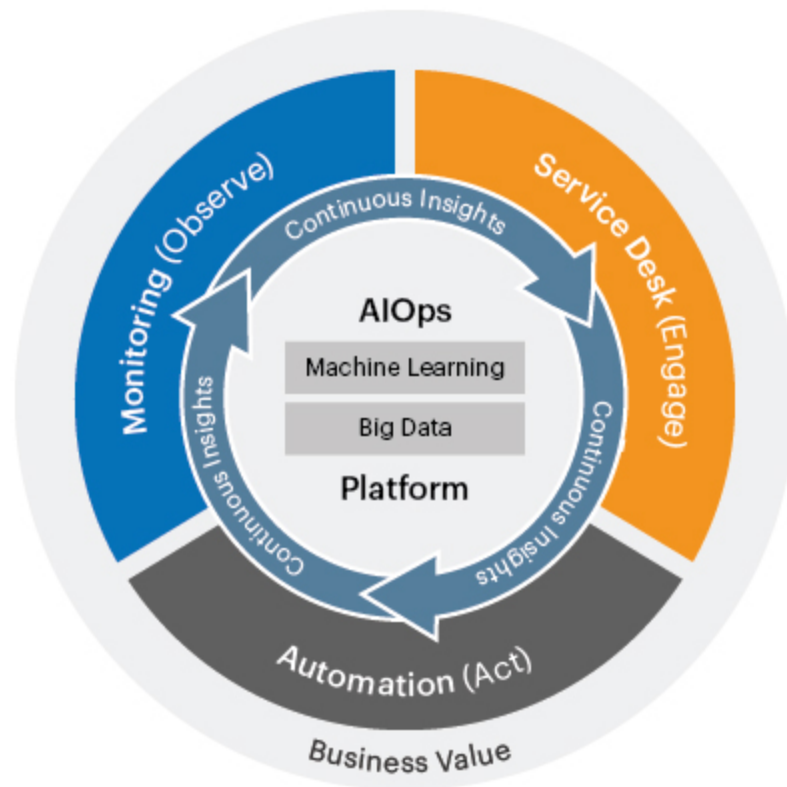 Monitoring (Observe)
Service Desk (Engage)
Continuous Insights
Continuous Insights
Continuous Insights
AIOps
Machine Learning
Big Data
Platform
Automation (Act)
Business Value